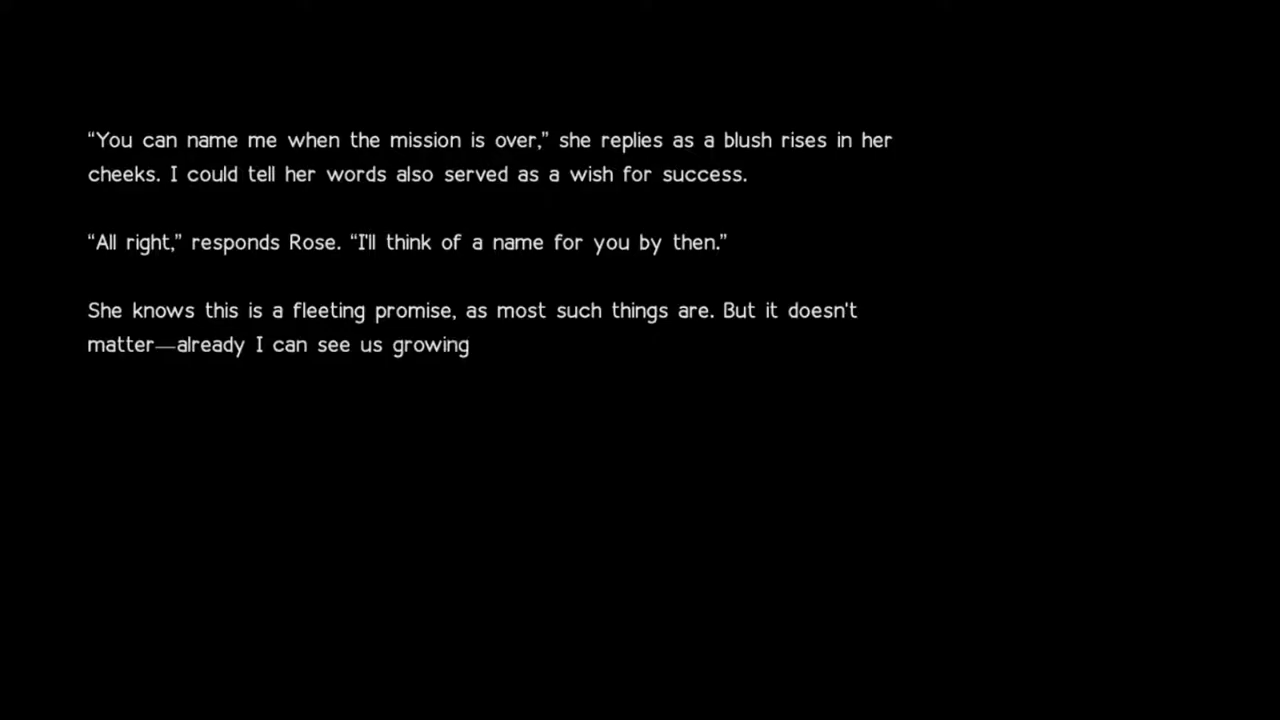 “You can name me when the mission is over,” she replies as a blush rises in her
cheeks. I could tell her words also served as a wish for success.
“All right,” responds Rose. “I'll think of a name for you by then.”
She knows this is a fleeting promise, as most such things are. But it doesn't
matter—already I can see us growing